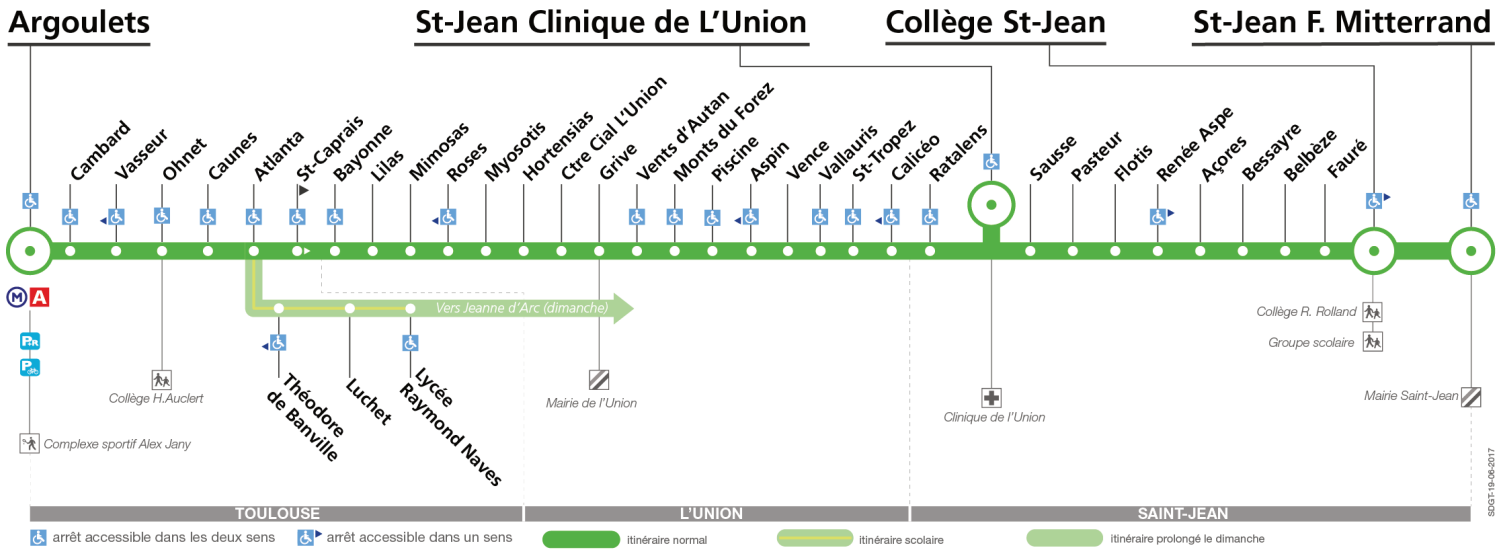 Argoulets
St-Jean Clinique de L'Union
Collège St-Jean
St-Jean F. Mitterrand
Cambard
Vasseur
Ohnet
Caunes
Atlanta
St-Caprais
Bayonne
Lilas
Mimosas
Roses
Myosotis
Hortensias
Ctre Cial L'Union
Grive
Vents d'Autan
Monts du Forez
Piscine
Aspin
Vence
Vallauris
St-Tropez
Calicéo
Ratalens
Sausse
Pasteur
Flotis
Renée Aspe
Açores
Bessayre
Belbèze
Fauré
M A
P+R
P
Vers Jeanne d'Arc (dimanche)
Théodore
de Banville
Luchet
Lycée
Raymond Naves
Collège H.Auclert
Complexe sportif Alex Jany
Mairie de l'Union
Clinique de l'Union
Collège R. Rolland
Groupe scolaire
Mairie Saint-Jean
SDGT-19-06-2017
TOULOUSE
L'UNION
SAINT-JEAN
arrêt accessible dans les deux sens
arrêt accessible dans un sens
itinéraire normal
itinéraire scolaire
itinéraire prolongé le dimanche